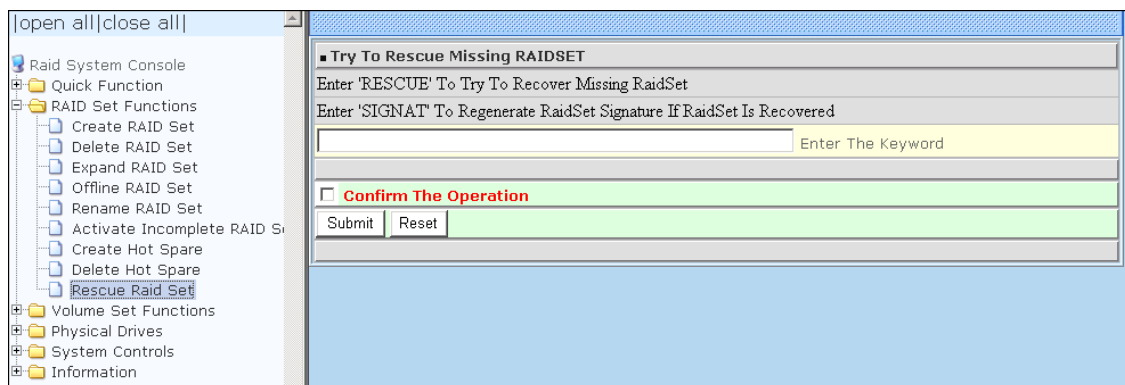 |open all|close all|
Raid System Console
Quick Function
RAID Set Functions
Create RAID Set
Delete RAID Set
Expand RAID Set
Offline RAID Set
Rename RAID Set
Activate Incomplete RAID S
Create Hot Spare
Delete Hot Spare
Rescue Raid Set
Volume Set Functions
Physical Drives
System Controls
Information
Try To Rescue Missing RAIDSET
Enter 'RESCUE' To Try To Recover Missing RaidSet
Enter 'SIGNAT' To Regenerate RaidSet Signature If RaidSet Is Recovered
Enter The Keyword
Confirm The Operation
Submit Reset